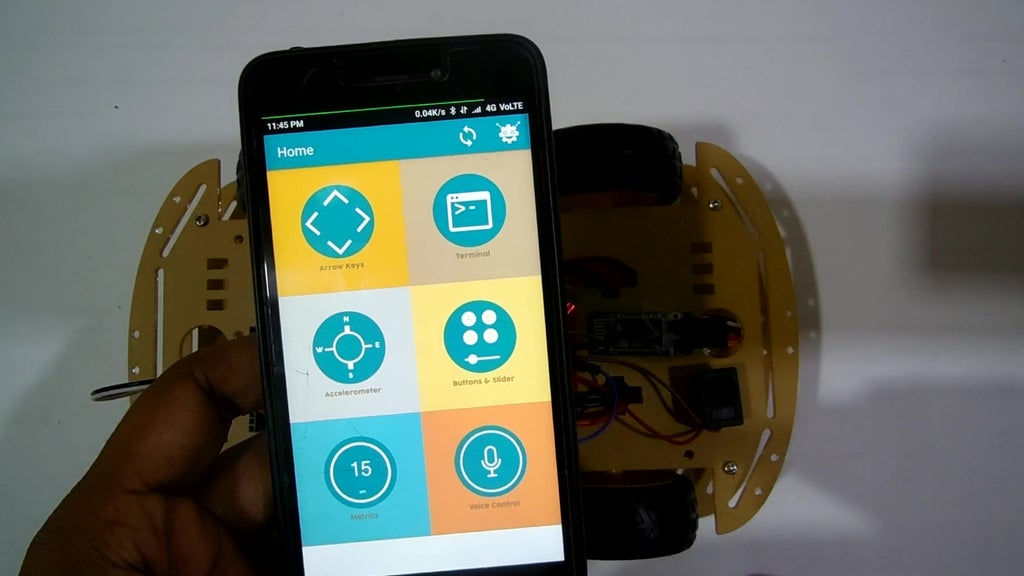 11:45 PM 0.04K/s 4G VoLTE
Home
Arrow Keys
Terminal
N
W E
S
Accelerometer
Buttons & Slider
15
Metrics
Voice Control